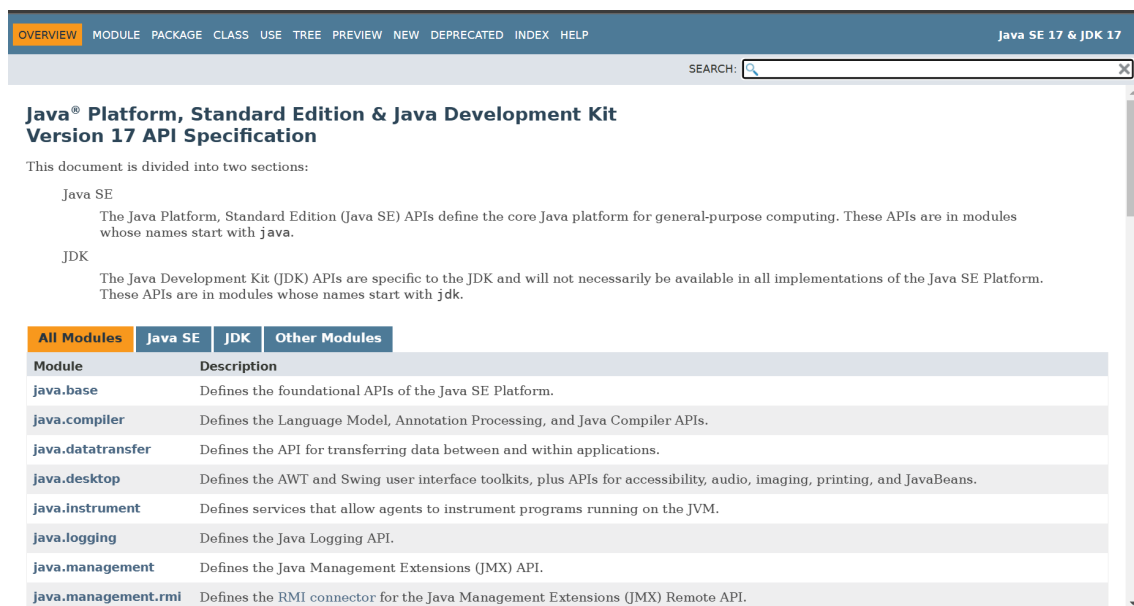 OVERVIEW MODULE PACKAGE CLASS USE TREE PREVIEW NEW DEPRECATED INDEX HELP Java SE 17 & JDK 17
SEARCH:
Java® Platform, Standard Edition & Java Development Kit
Version 17 API Specification
This document is divided into two sections:
Java SE
The Java Platform, Standard Edition (Java SE) APIs define the core Java platform for general-purpose computing. These APIs are in modules
whose names start with java.
JDK
The Java Development Kit (JDK) APIs are specific to the JDK and will not necessarily be available in all implementations of the Java SE Platform.
These APIs are in modules whose names start with jdk.
All Modules Java SE JDK Other Modules
Module Description
java.base Defines the foundational APIs of the Java SE Platform.
java.compiler Defines the Language Model, Annotation Processing, and Java Compiler APIs.
java.datatransfer Defines the API for transferring data between and within applications.
java.desktop Defines the AWT and Swing user interface toolkits, plus APIs for accessibility, audio, imaging, printing, and JavaBeans.
java.instrument Defines services that allow agents to instrument programs running on the JVM.
java.logging Defines the Java Logging API.
java.management Defines the Java Management Extensions (JMX) API.
java.management.rmi Defines the RMI connector for the Java Management Extensions (JMX) Remote API.